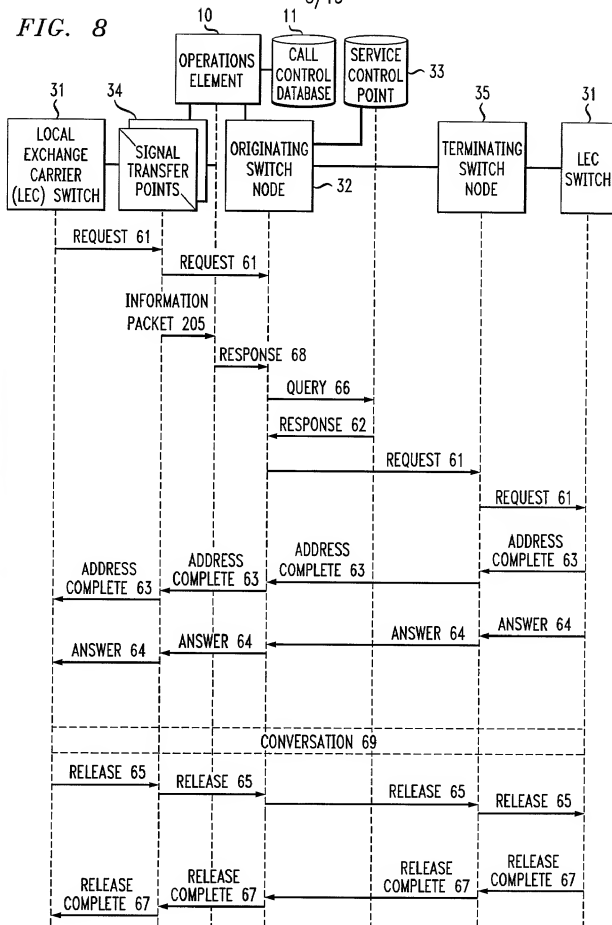 FIG. 8
10
11
OPERATIONS
ELEMENT
CALL
CONTROL
DATABASE
SERVICE
CONTROL
POINT
33
31
34
35
31
LOCAL
EXCHANGE
CARRIER
(LEC) SWITCH
SIGNAL
TRANSFER
POINTS
ORIGINATING
SWITCH
NODE
32
TERMINATING
SWITCH
NODE
LEC
SWITCH
REQUEST 61
REQUEST 61
INFORMATION
PACKET 205
RESPONSE 68
QUERY 66
RESPONSE 62
REQUEST 61
REQUEST 61
ADDRESS
COMPLETE 63
ADDRESS
COMPLETE 63
ADDRESS
COMPLETE 63
ADDRESS
COMPLETE 63
ANSWER 64
ANSWER 64
ANSWER 64
ANSWER 64
CONVERSATION 69
RELEASE 65
RELEASE 65
RELEASE 65
RELEASE 65
RELEASE
COMPLETE 67
RELEASE
COMPLETE 67
RELEASE
COMPLETE 67
RELEASE
COMPLETE 67